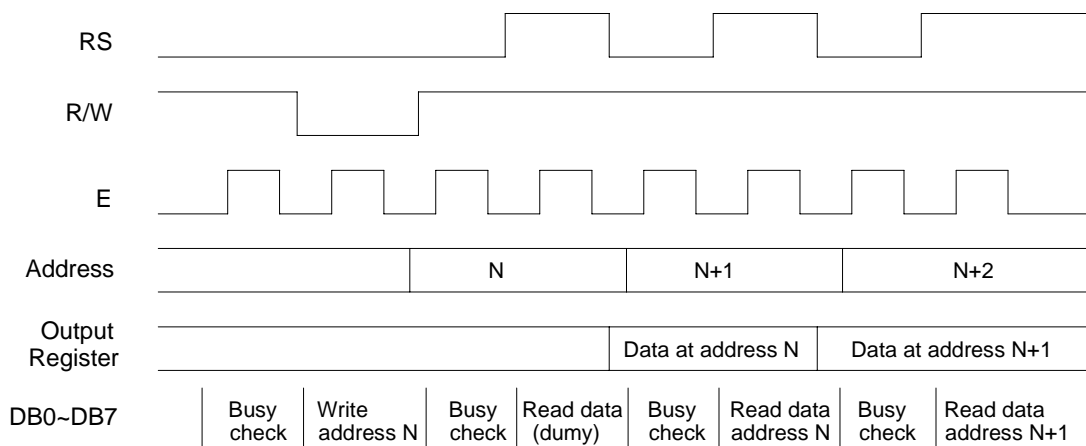 RS
R/W
E
Address
N
N+1
N+2
Output
Register
Data at address N
Data at address N+1
DB0~DB7
Busy
check
Write
address N
Busy
check
Read data
(dumy)
Busy
check
Read data
address N
Busy
check
Read data
address N+1